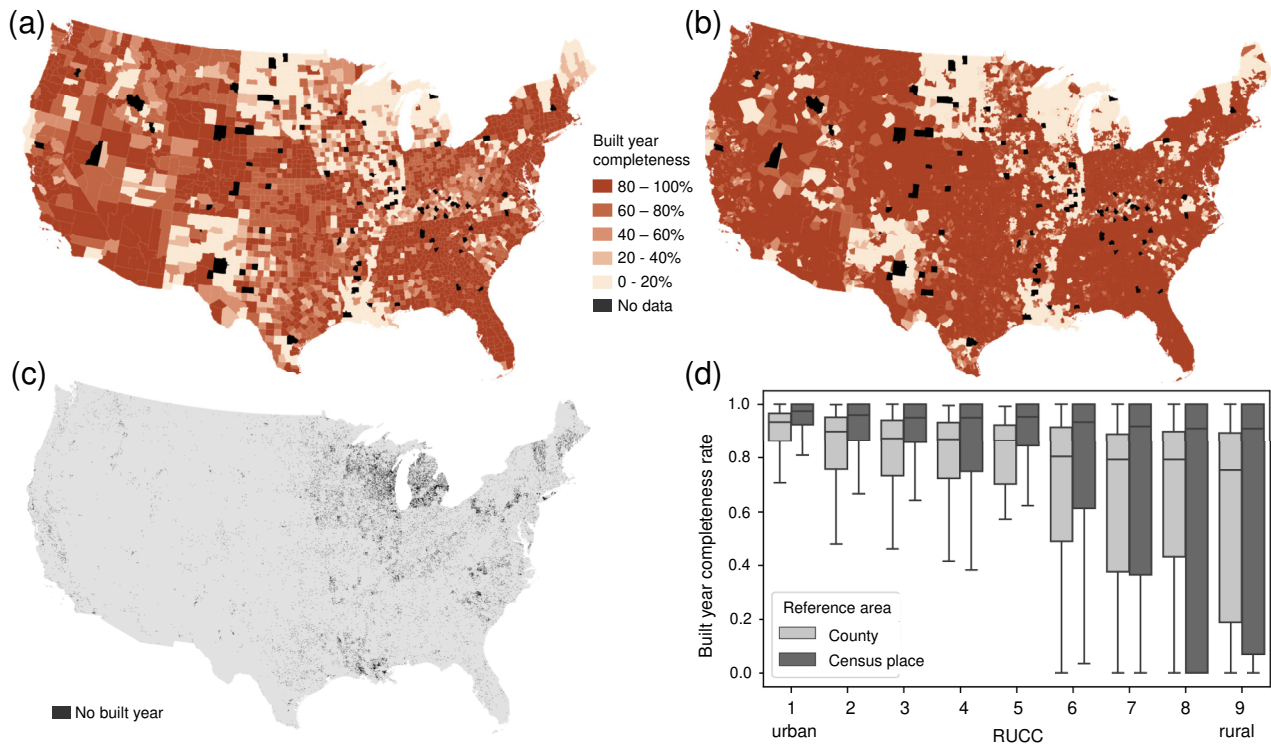 (a)
(b)
Built year
completeness
80 – 100%
60 – 80%
40 – 60%
20 - 40%
0 - 20%
No data
(c)
No built year
(d)
Built year completeness rate
1.0
0.8
0.6
0.4
0.2
0.0
Reference area
County
Census place
1 2 3 4 5 6 7 8 9
urban RUCC rural